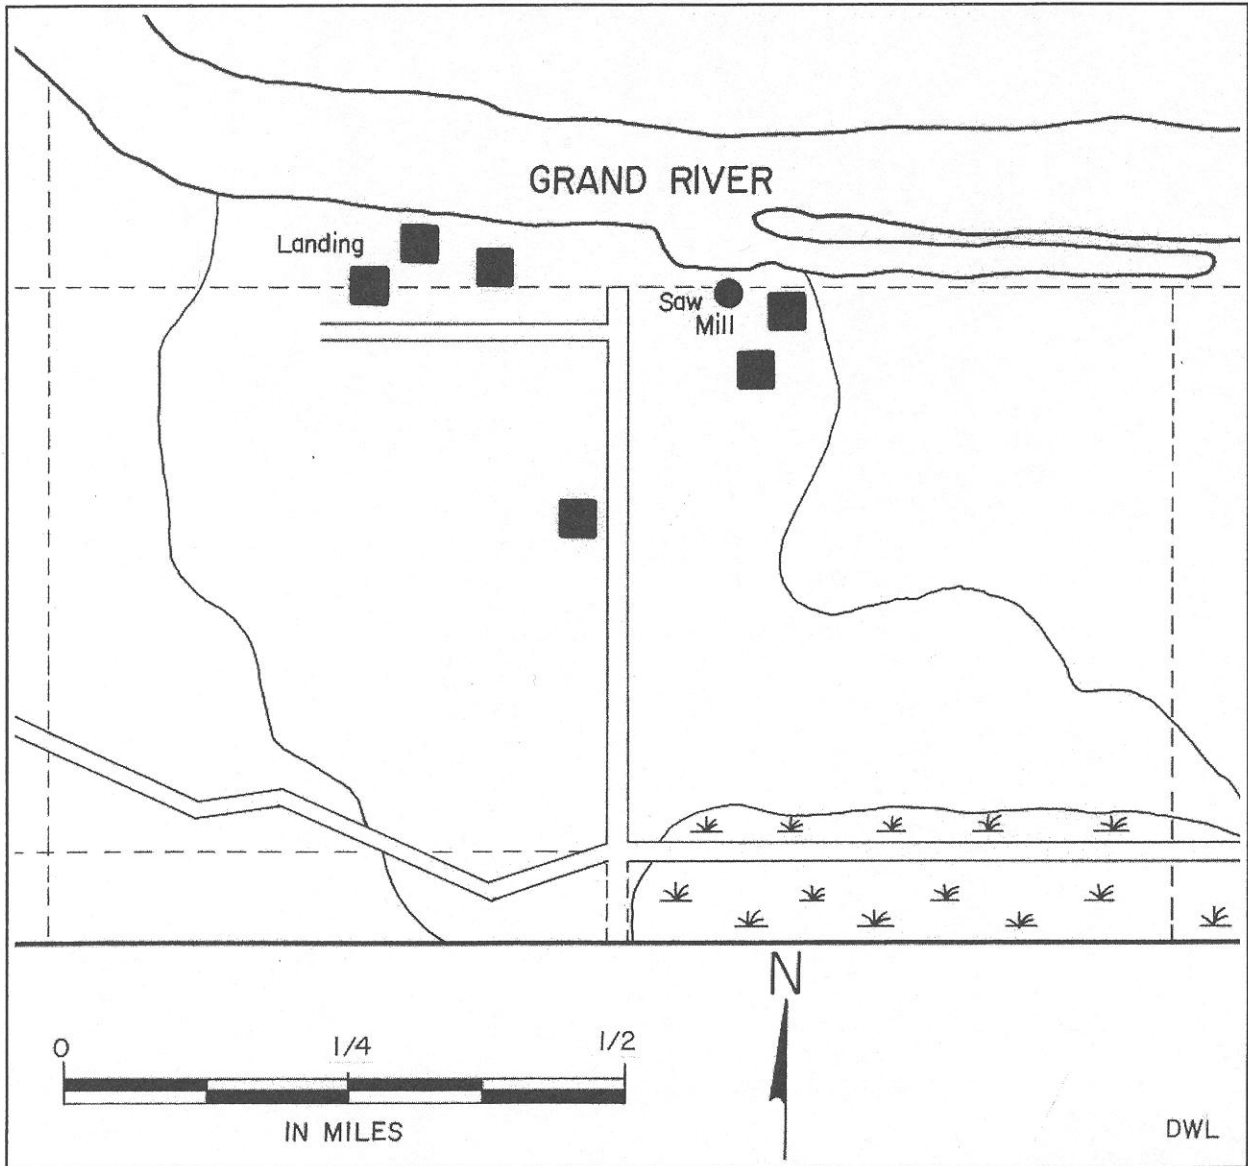 GRAND RIVER
Landing
Saw
Mill
N
0 1/4 1/2
IN MILES
DWL